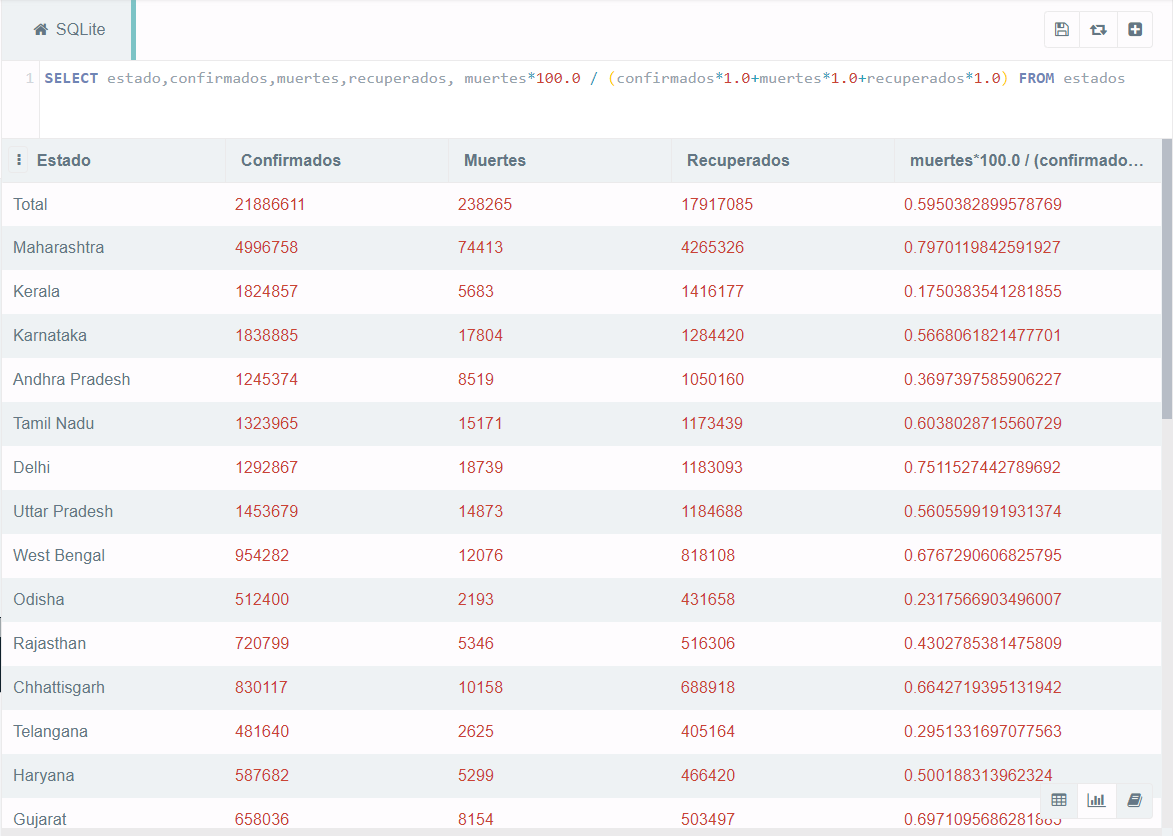 SQLite
1 SELECT estado,confirmados,muertes,recuperados, muertes*100.0 / (confirmados*1.0+muertes*1.0+recuperados*1.0) FROM estados
Estado Confirmados Muertes Recuperados muertes*100.0 / (confirmado…
Total 21886611 238265 17917085 0.5950382899578769
Maharashtra 4996758 74413 4265326 0.7970119842591927
Kerala 1824857 5683 1416177 0.1750383541281855
Karnataka 1838885 17804 1284420 0.5668061821477701
Andhra Pradesh 1245374 8519 1050160 0.3697397585906227
Tamil Nadu 1323965 15171 1173439 0.6038028715560729
Delhi 1292867 18739 1183093 0.7511527442789692
Uttar Pradesh 1453679 14873 1184688 0.5605599191931374
West Bengal 954282 12076 818108 0.6767290606825795
Odisha 512400 2193 431658 0.2317566903496007
Rajasthan 720799 5346 516306 0.4302785381475809
Chhattisgarh 830117 10158 688918 0.6642719395131942
Telangana 481640 2625 405164 0.2951331697077563
Haryana 587682 5299 466420 0.500188313962324
Gujarat 658036 8154 503497